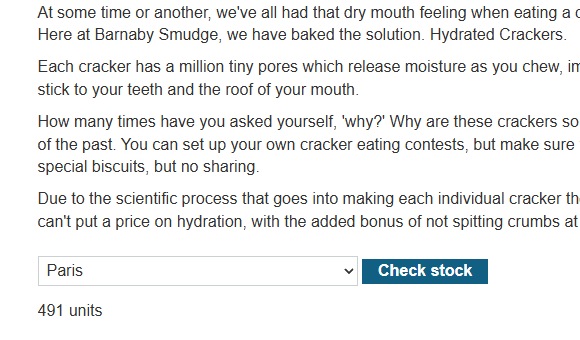 At some time or another, we've all had that dry mouth feeling when eating a
Here at Barnaby Smudge, we have baked the solution. Hydrated Crackers.
Each cracker has a million tiny pores which release moisture as you chew,
stick to your teeth and the roof of your mouth.
How many times have you asked yourself, 'why?' Why are these crackers so
of the past. You can set up your own cracker eating contests, but make sure
special biscuits, but no sharing.
Due to the scientific process that goes into making each individual cracker
can't put a price on hydration, with the added bonus of not spitting crumbs at
Paris
Check stock
491 units